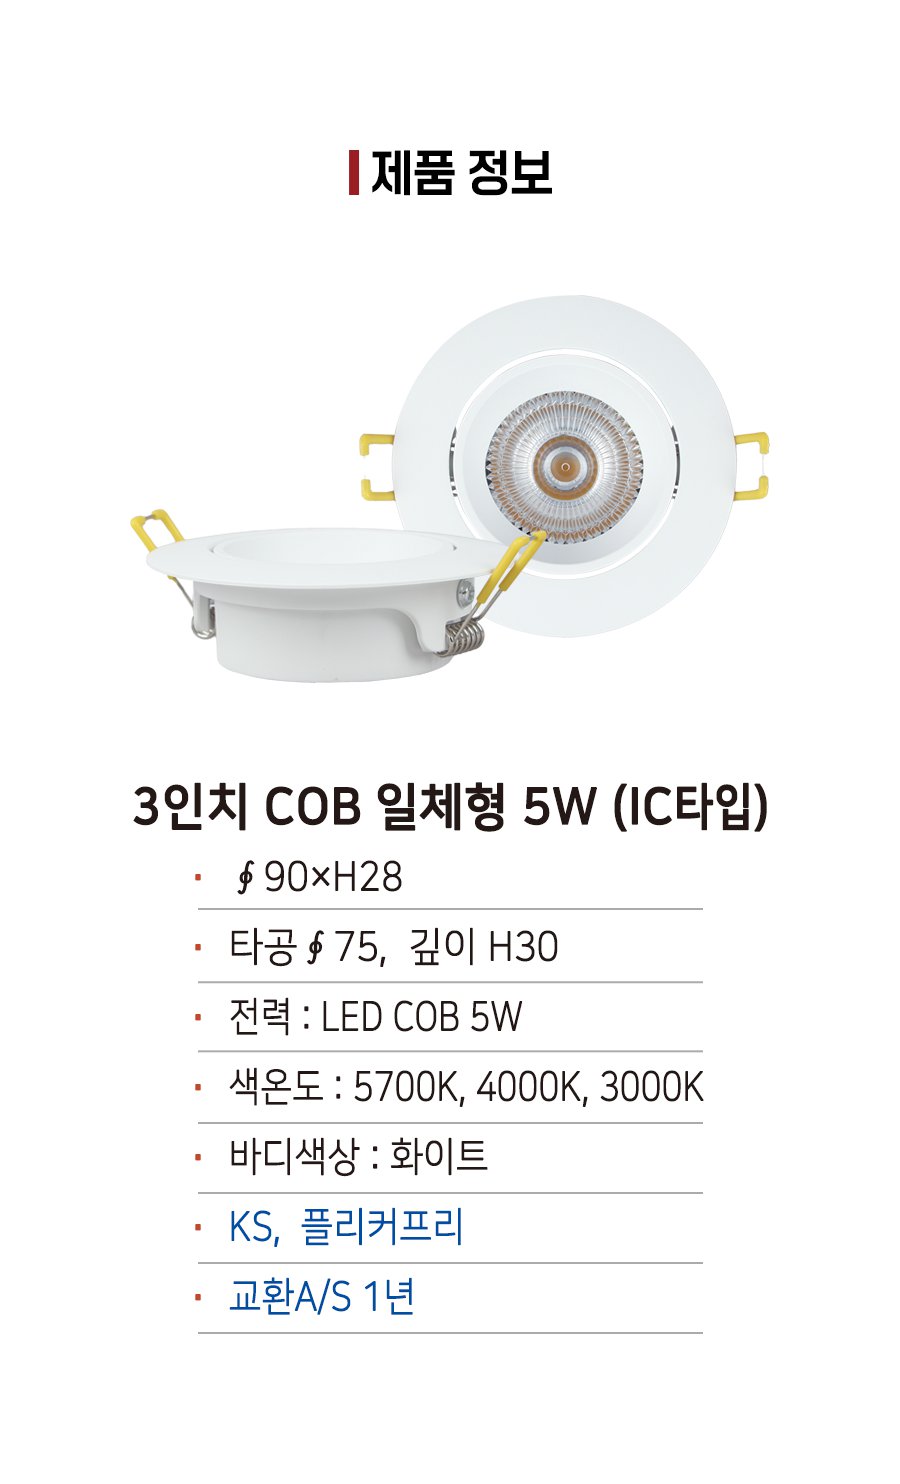 제품 정보
3인치 COB 일체형 5W (IC타입)
· ∮ 90×H28
· 타공 ∮ 75, 깊이 H30
· 전력 : LED COB 5W
· 색온도 : 5700K, 4000K, 3000K
· 바디색상 : 화이트
· KS, 플리커프리
· 교환A/S 1년